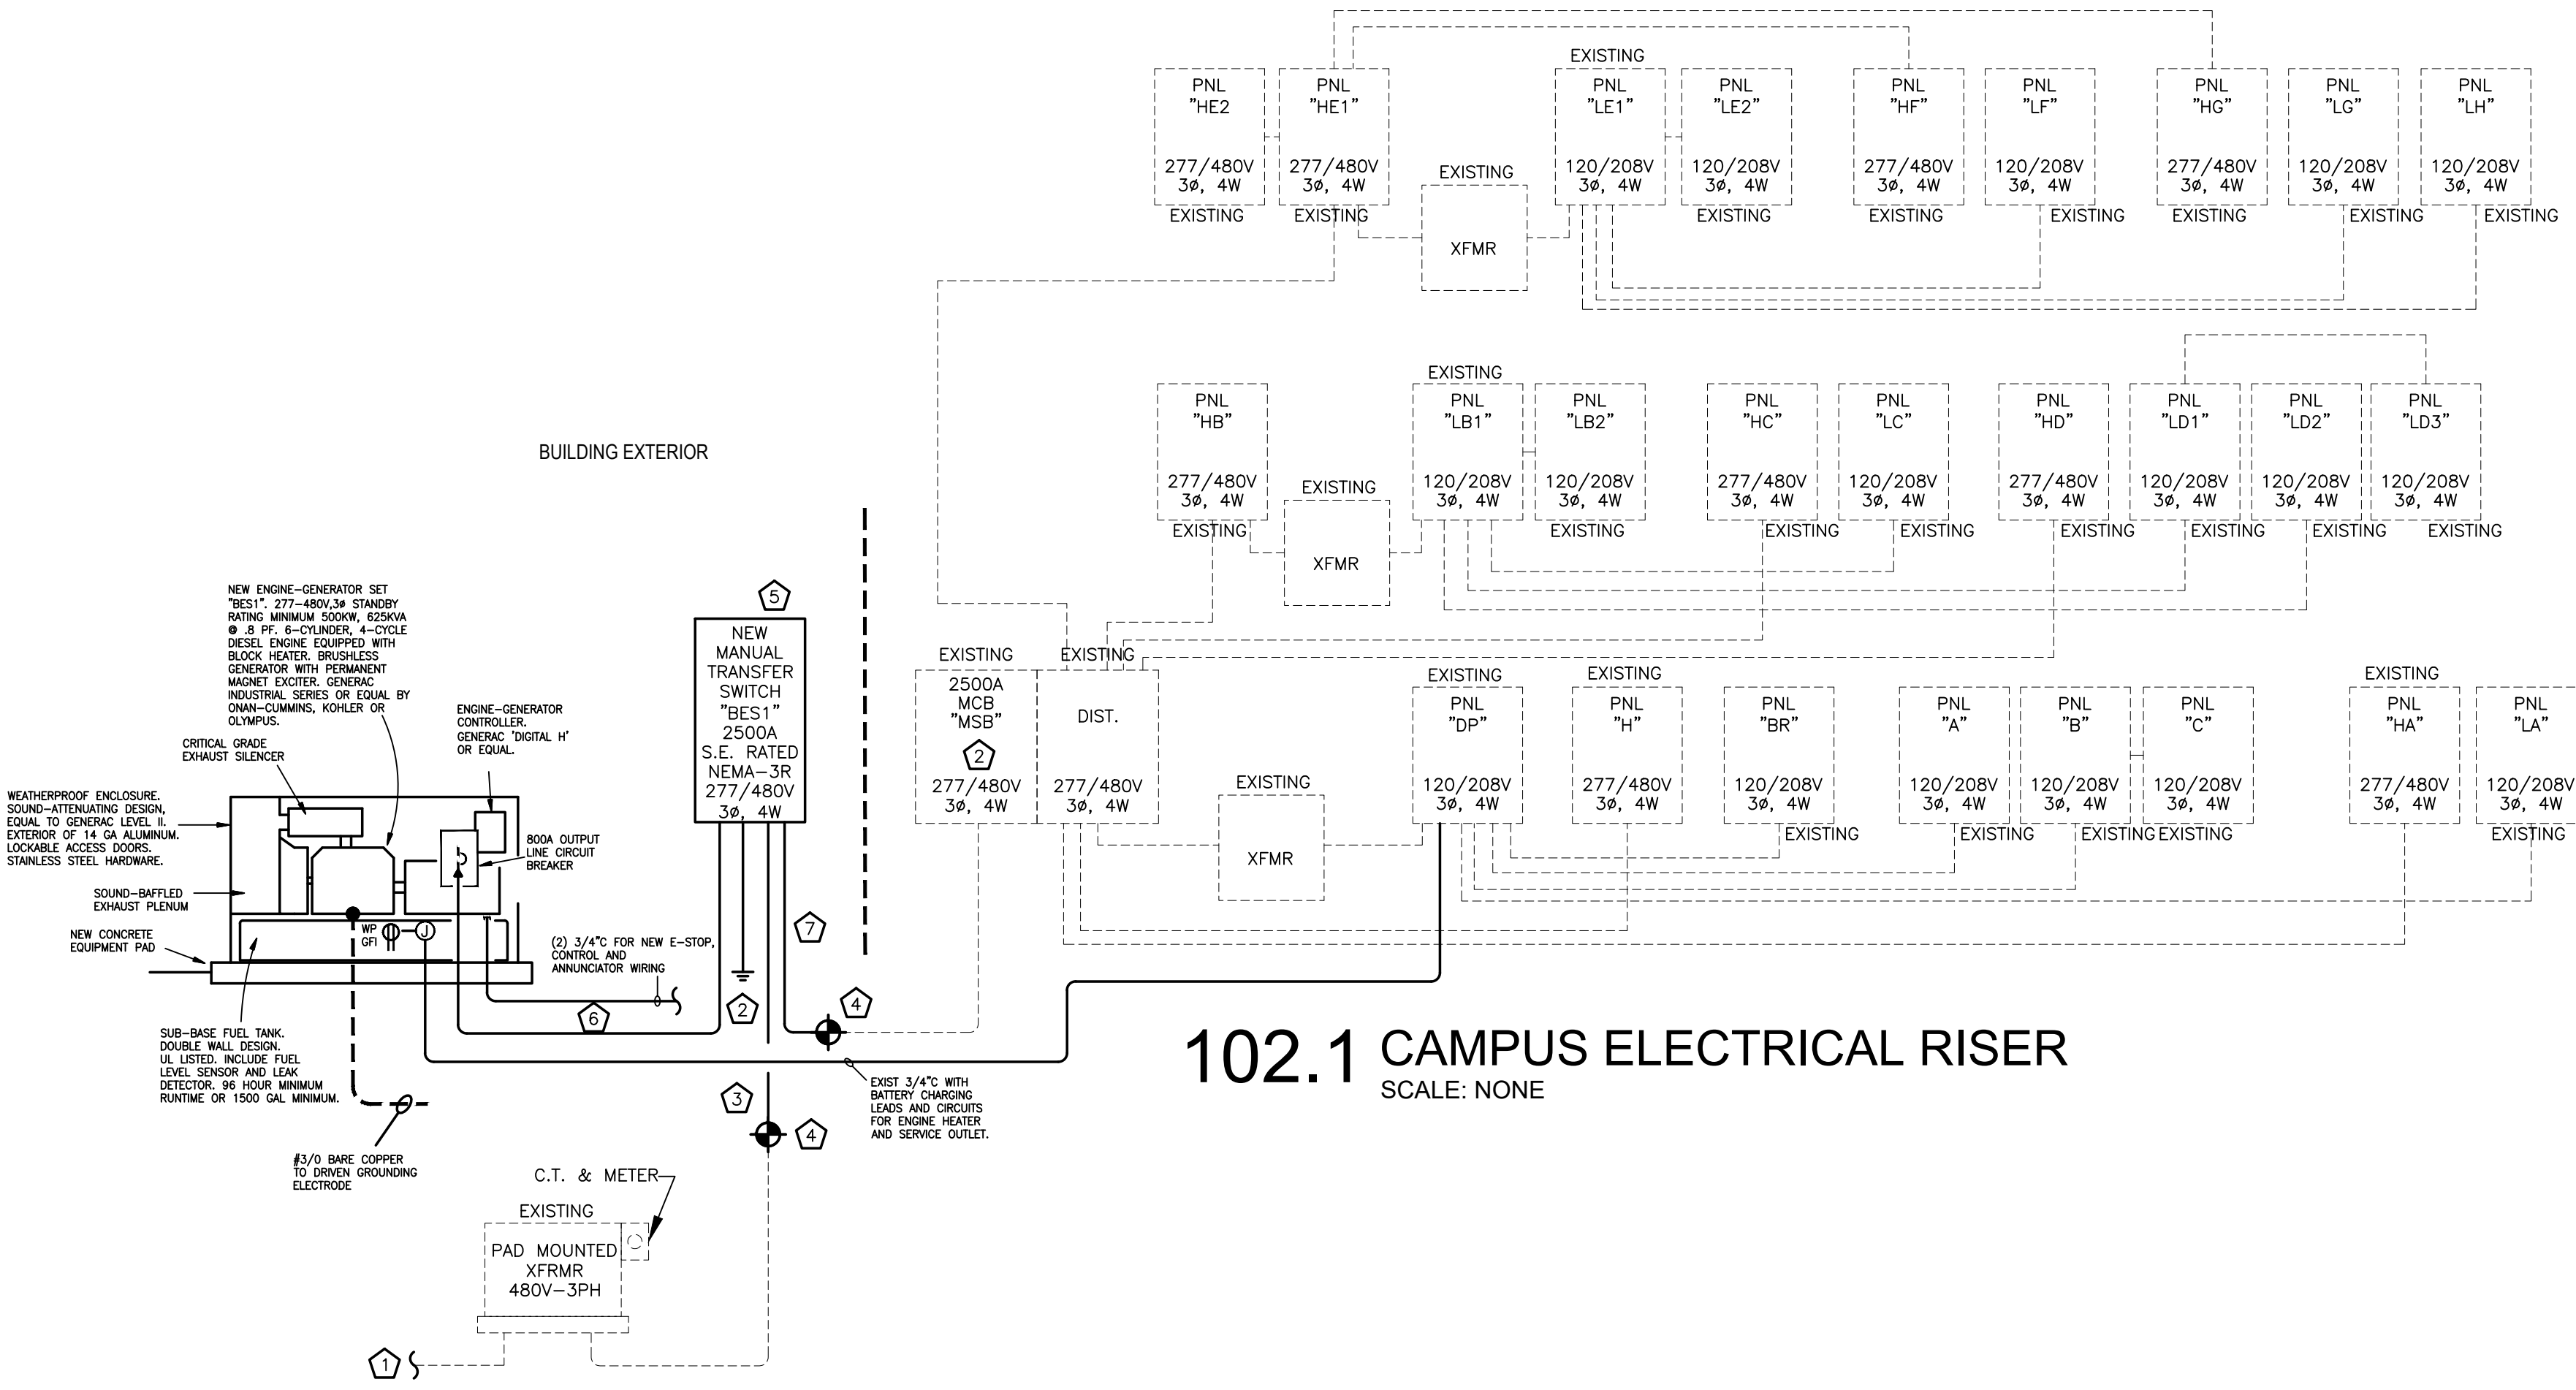 EXISTING
PNL
"HE2
277/480V
3ø, 4W
EXISTING
PNL
"HE1"
277/480V
3ø, 4W
EXISTING
EXISTING
XFMR
PNL
"LE1"
120/208V
3ø, 4W
PNL
"LE2"
120/208V
3ø, 4W
EXISTING
PNL
"HF"
277/480V
3ø, 4W
EXISTING
PNL
"LF"
120/208V
3ø, 4W
EXISTING
PNL
"HG"
277/480V
3ø, 4W
EXISTING
PNL
"LG"
120/208V
3ø, 4W
EXISTING
PNL
"LH"
120/208V
3ø, 4W
EXISTING
PNL
"HB"
277/480V
3ø, 4W
EXISTING
EXISTING
XFMR
EXISTING
PNL
"LB1"
120/208V
3ø, 4W
PNL
"LB2"
120/208V
3ø, 4W
EXISTING
PNL
"HC"
277/480V
3ø, 4W
EXISTING
PNL
"LC"
120/208V
3ø, 4W
EXISTING
PNL
"HD"
277/480V
3ø, 4W
EXISTING
PNL
"LD1"
120/208V
3ø, 4W
EXISTING
PNL
"LD2"
120/208V
3ø, 4W
EXISTING
PNL
"LD3"
120/208V
3ø, 4W
EXISTING
BUILDING EXTERIOR
NEW ENGINE-GENERATOR SET
"BES1". 277-480V,3ø STANDBY
RATING MINIMUM 500KW, 625KVA
@ .8 PF. 6-CYLINDER, 4-CYCLE
DIESEL ENGINE EQUIPPED WITH
BLOCK HEATER. BRUSHLESS
GENERATOR WITH PERMANENT
MAGNET EXCITER. GENERAC
INDUSTRIAL SERIES OR EQUAL BY
ONAN-CUMMINS, KOHLER OR
OLYMPUS.
CRITICAL GRADE
EXHAUST SILENCER
ENGINE-GENERATOR
CONTROLLER.
GENERAC 'DIGITAL H'
OR EQUAL.
WEATHERPROOF ENCLOSURE.
SOUND-ATTENUATING DESIGN,
EQUAL TO GENERAC LEVEL II.
EXTERIOR OF 14 GA ALUMINUM.
LOCKABLE ACCESS DOORS.
STAINLESS STEEL HARDWARE.
800A OUTPUT
LINE CIRCUIT
BREAKER
SOUND-BAFFLED
EXHAUST PLENUM
NEW CONCRETE
EQUIPMENT PAD
WP
GFI
J
(2) 3/4"C FOR NEW E-STOP,
CONTROL AND
ANNUNCIATOR WIRING
5
NEW
MANUAL
TRANSFER
SWITCH
"BES1"
2500A
S.E. RATED
NEMA-3R
277/480V
3ø, 4W
EXISTING
2500A
MCB
"MSB"
2
277/480V
3ø, 4W
EXISTING
DIST.
277/480V
3ø, 4W
EXISTING
XFMR
EXISTING
PNL
"DP"
120/208V
3ø, 4W
EXISTING
PNL
"H"
277/480V
3ø, 4W
PNL
"BR"
120/208V
3ø, 4W
EXISTING
PNL
"A"
120/208V
3ø, 4W
EXISTING
PNL
"B"
120/208V
3ø, 4W
EXISTING
PNL
"C"
120/208V
3ø, 4W
EXISTING
EXISTING
PNL
"HA"
277/480V
3ø, 4W
PNL
"LA"
120/208V
3ø, 4W
EXISTING
7
6
2
4
3
4
SUB-BASE FUEL TANK.
DOUBLE WALL DESIGN.
UL LISTED. INCLUDE FUEL
LEVEL SENSOR AND LEAK
DETECTOR. 96 HOUR MINIMUM
RUNTIME OR 1500 GAL MINIMUM.
#3/0 BARE COPPER
TO DRIVEN GROUNDING
ELECTRODE
EXIST 3/4"C WITH
BATTERY CHARGING
LEADS AND CIRCUITS
FOR ENGINE HEATER
AND SERVICE OUTLET.
C.T. & METER
EXISTING
PAD MOUNTED
XFRMR
480V-3PH
1
102.1 CAMPUS ELECTRICAL RISER
SCALE: NONE